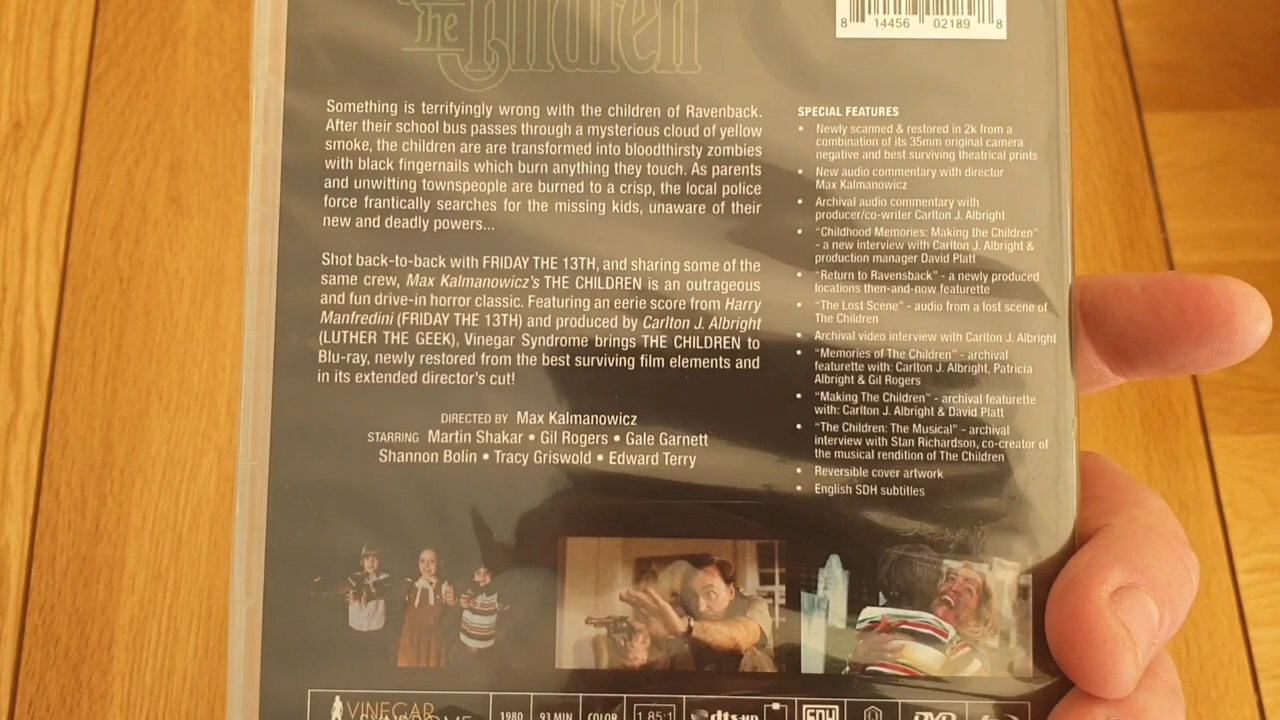 The Children
8 14456 02189 8
Something is terrifyingly wrong with the children of Ravenback.
After their school bus passes through a mysterious cloud of yellow
smoke, the children are are transformed into bloodthirsty zombies
with black fingernails which burn anything they touch. As parents
and unwitting townspeople are burned to a crisp, the local police
force frantically searches for the missing kids, unaware of their
new and deadly powers...
Shot back-to-back with FRIDAY THE 13TH, and sharing some of the
same crew, Max Kalmanowicz's THE CHILDREN is an outrageous
and fun drive-in horror classic. Featuring an eerie score from Harry
Manfredini (FRIDAY THE 13TH) and produced by Carlton J. Albright
(LUTHER THE GEEK), Vinegar Syndrome brings THE CHILDREN to
Blu-ray, newly restored from the best surviving film elements and
in its extended director's cut!
DIRECTED BY Max Kalmanowicz
STARRING Martin Shakar • Gil Rogers • Gale Garnett
Shannon Bolin • Tracy Griswold • Edward Terry
SPECIAL FEATURES
• Newly scanned & restored in 2k from a
combination of its 35mm original camera
negative and best surviving theatrical prints
• New audio commentary with director
Max Kalmanowicz
• Archival audio commentary with
producer/co-writer Carlton J. Albright
• "Childhood Memories: Making the Children"
- a new interview with Carlton J. Albright &
production manager David Platt
• "Return to Ravensback" - a newly produced
locations then-and-now featurette
• "The Lost Scene" - audio from a lost scene of
The Children
• Archival video interview with Carlton J. Albright
• "Memories of The Children" - archival
featurette with: Carlton J. Albright, Patricia
Albright & Gil Rogers
• "Making The Children" - archival featurette
with: Carlton J. Albright & David Platt
• "The Children: The Musical" - archival
interview with Stan Richardson, co-creator of
the musical rendition of The Children
• Reversible cover artwork
• English SDH subtitles
VINEGAR
SYNDROME
1980 93 MIN COLOR 1.85:1 dts-HD SDH DVD